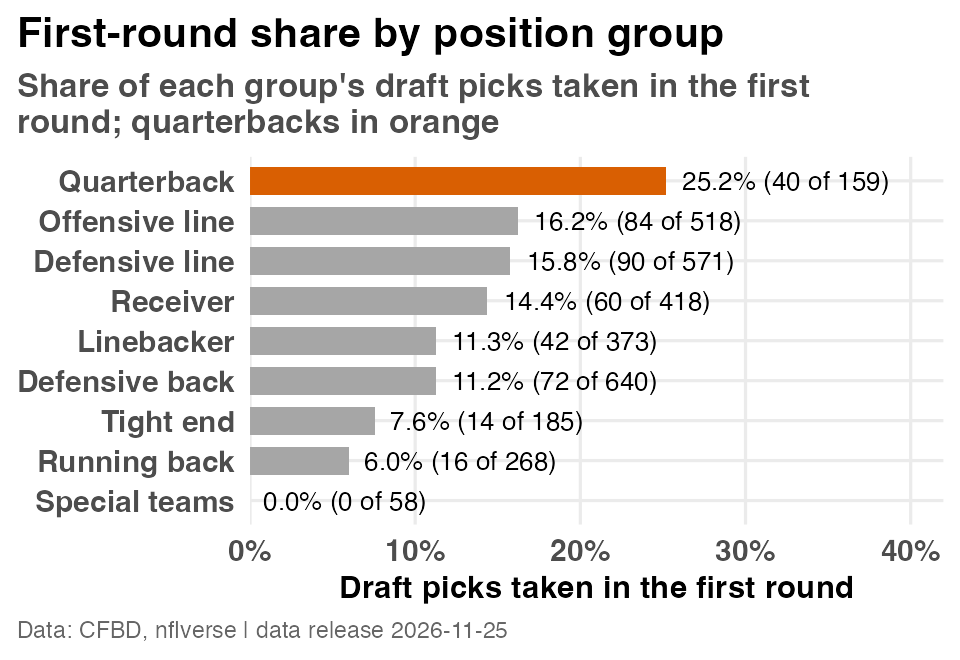 First-round share by position group
Share of each group's draft picks taken in the first
round; quarterbacks in orange
Quarterback 25.2% (40 of 159)
Offensive line 16.2% (84 of 518)
Defensive line 15.8% (90 of 571)
Receiver 14.4% (60 of 418)
Linebacker 11.3% (42 of 373)
Defensive back 11.2% (72 of 640)
Tight end 7.6% (14 of 185)
Running back 6.0% (16 of 268)
Special teams 0.0% (0 of 58)
0% 10% 20% 30% 40%
Draft picks taken in the first round
Data: CFBD, nflverse | data release 2026-11-25